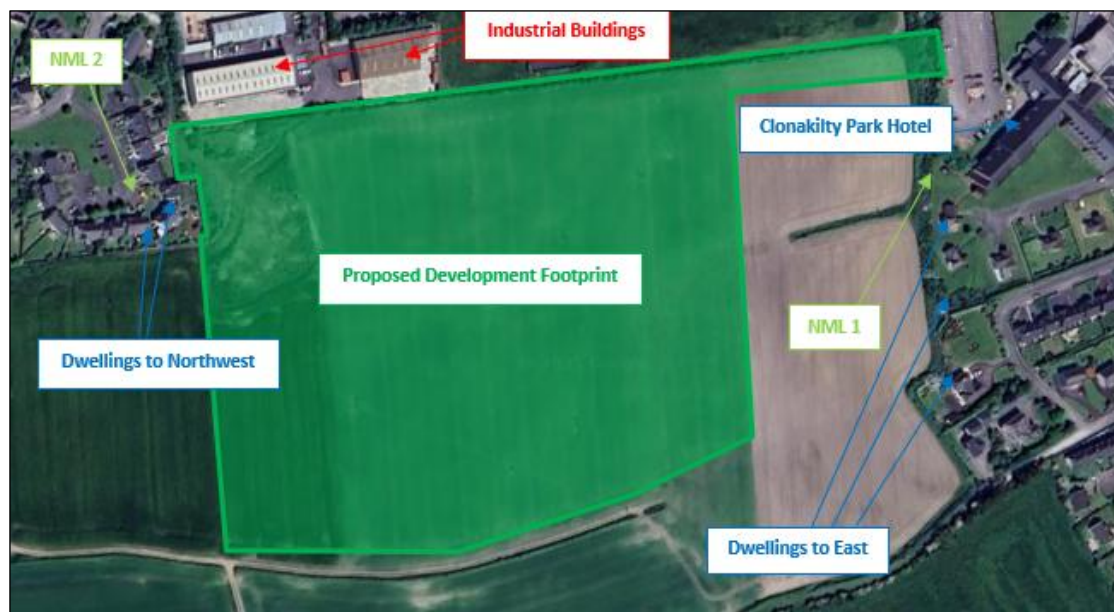 Industrial Buildings
NML 2
Clonakilty Park Hotel
Proposed Development Footprint
NML 1
Dwellings to Northwest
Dwellings to East